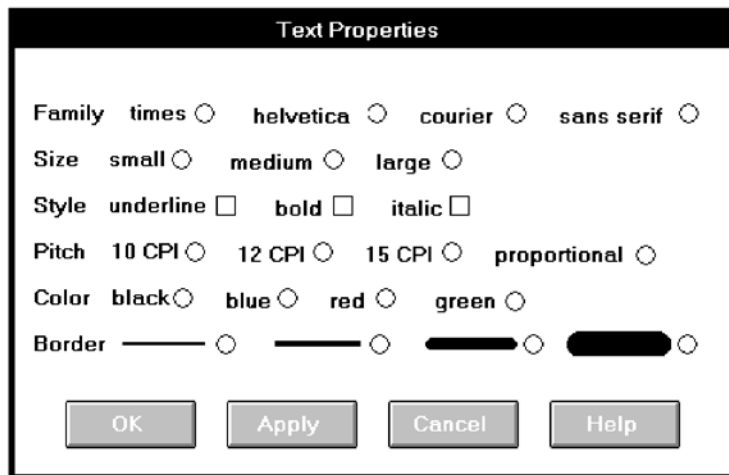 Text Properties
Family times helvetica courier sans serif
Size small medium large
Style underline bold italic
Pitch 10 CPI 12 CPI 15 CPI proportional
Color black blue red green
Border
OK Apply Cancel Help